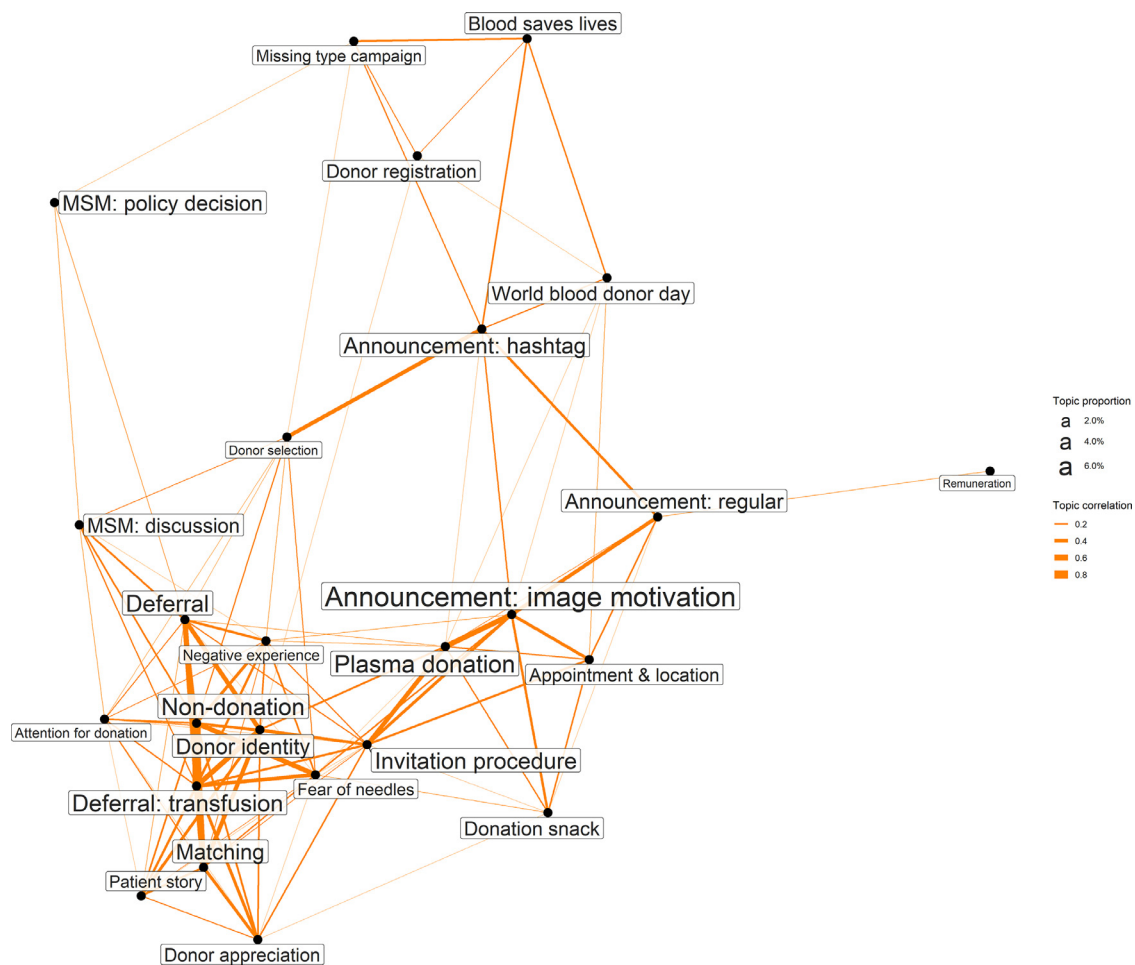 Blood saves lives
Missing type campaign
Donor registration
MSM: policy decision
World blood donor day
Announcement: hashtag
Donor selection
Remuneration
Announcement: regular
MSM: discussion
Announcement: image motivation
Deferral
Negative experience
Plasma donation
Appointment & location
Non-donation
Attention for donation
Donor identity
Invitation procedure
Fear of needles
Deferral: transfusion
Donation snack
Matching
Patient story
Donor appreciation
Topic proportion
a 2.0%
a 4.0%
a 6.0%
Topic correlation
0.2
0.4
0.6
0.8